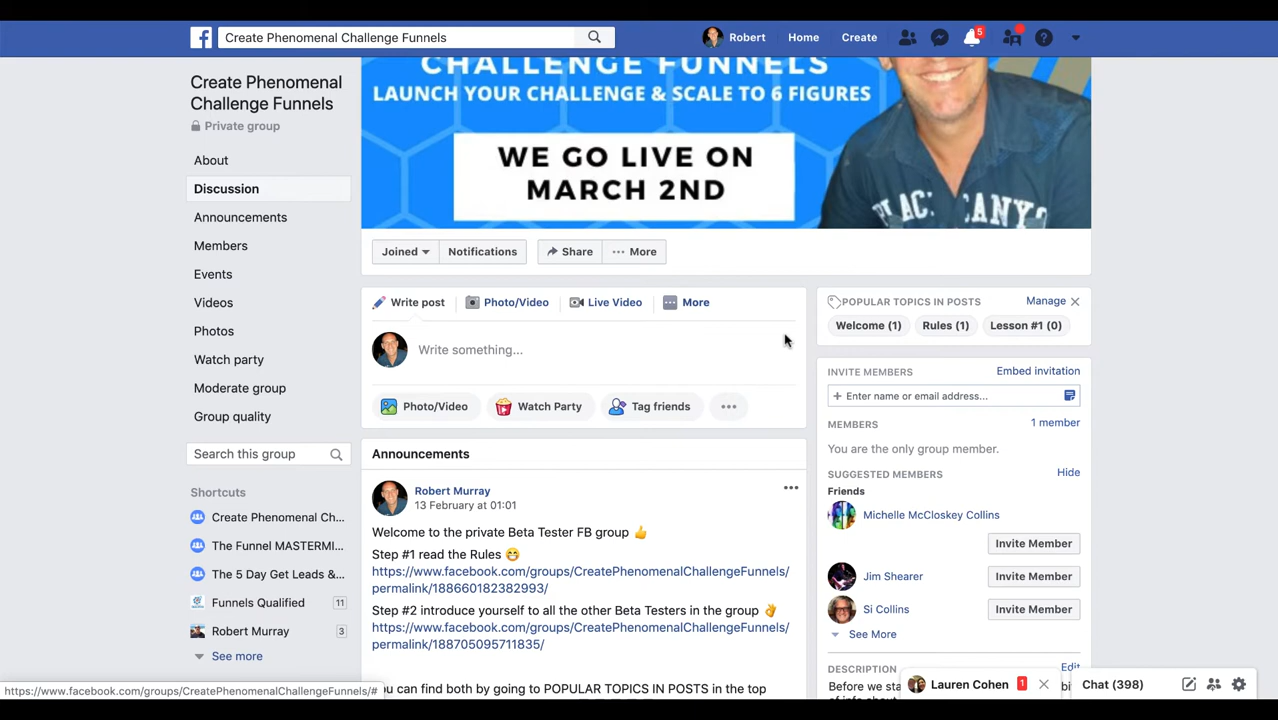 Create Phenomenal Challenge Funnels
Robert
Home
Create
5
Create Phenomenal
Challenge Funnels
Private group
About
Discussion
Announcements
Members
Events
Videos
Photos
Watch party
Moderate group
Group quality
Search this group
Shortcuts
Create Phenomenal Ch...
The Funnel MASTERMI...
The 5 Day Get Leads &...
Funnels Qualified 11
Robert Murray 3
See more
CHALLENGE FUNNELS
LAUNCH YOUR CHALLENGE & SCALE TO 6 FIGURES
WE GO LIVE ON
MARCH 2ND
Joined Notifications Share ... More
Write post Photo/Video Live Video More
Write something...
Photo/Video Watch Party Tag friends
Announcements
Robert Murray
13 February at 01:01
Welcome to the private Beta Tester FB group 👍
Step #1 read the Rules 😁
https://www.facebook.com/groups/CreatePhenomenalChallengeFunnels/
permalink/188660182382993/
Step #2 introduce yourself to all the other Beta Testers in the group 👌
https://www.facebook.com/groups/CreatePhenomenalChallengeFunnels/
permalink/188705095711835/
ou can find both by going to POPULAR TOPICS IN POSTS in the top
POPULAR TOPICS IN POSTS Manage
Welcome (1) Rules (1) Lesson #1 (0)
INVITE MEMBERS Embed invitation
+ Enter name or email address...
MEMBERS 1 member
You are the only group member.
SUGGESTED MEMBERS Hide
Friends
Michelle McCloskey Collins
Invite Member
Jim Shearer Invite Member
Si Collins Invite Member
See More
DESCRIPTION Edit
Before we sta
Lauren Cohen 1
Chat (398)
https://www.facebook.com/groups/CreatePhenomenalChallengeFunnels/#